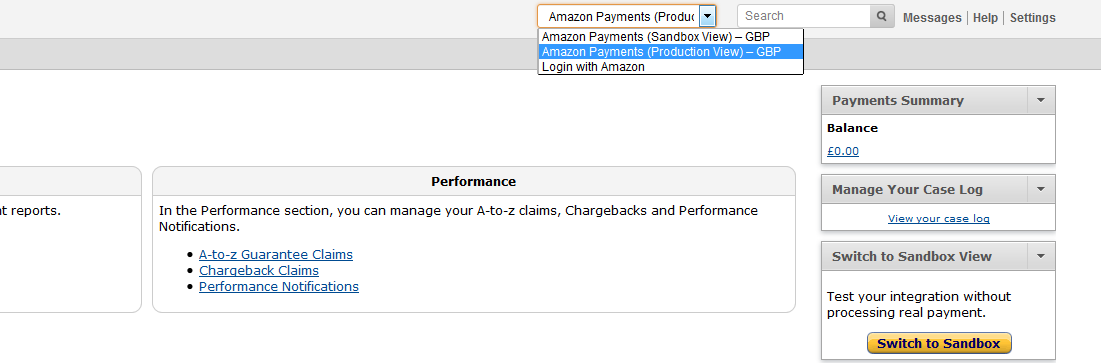 Amazon Payments (Produc
Search
Messages | Help | Settings
Amazon Payments (Sandbox View) – GBP
Amazon Payments (Production View) – GBP
Login with Amazon
Payments Summary
Balance
£0.00
Performance
t reports.
In the Performance section, you can manage your A-to-z claims, Chargebacks and Performance
Notifications.
A-to-z Guarantee Claims
Chargeback Claims
Performance Notifications
Manage Your Case Log
View your case log
Switch to Sandbox View
Test your integration without
processing real payment.
Switch to Sandbox